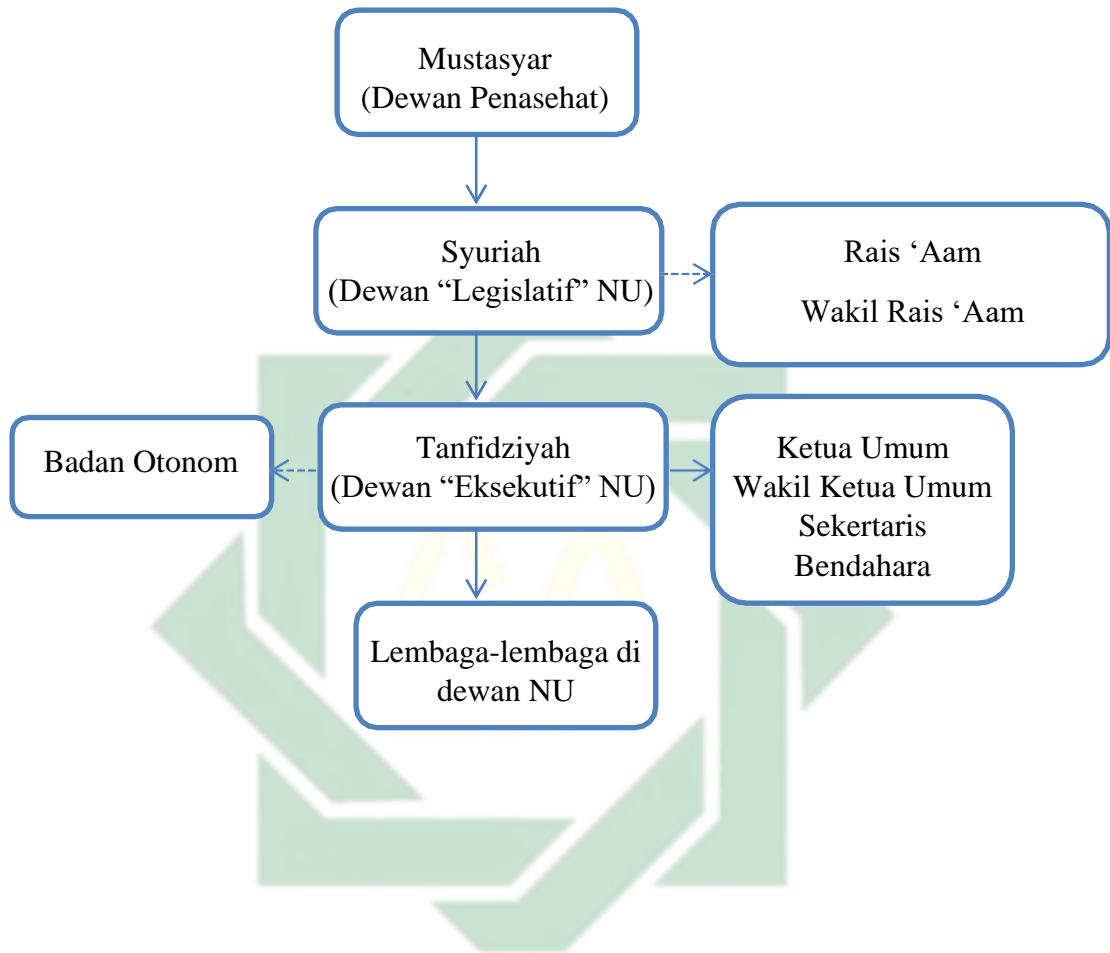 Mustasyar
(Dewan Penasehat)
Syuriah
(Dewan “Legislatif” NU)
Rais ‘Aam
Wakil Rais ‘Aam
Badan Otonom
Tanfidziyah
(Dewan “Eksekutif” NU)
Ketua Umum
Wakil Ketua Umum
Sekertaris
Bendahara
Lembaga-lembaga di
dewan NU